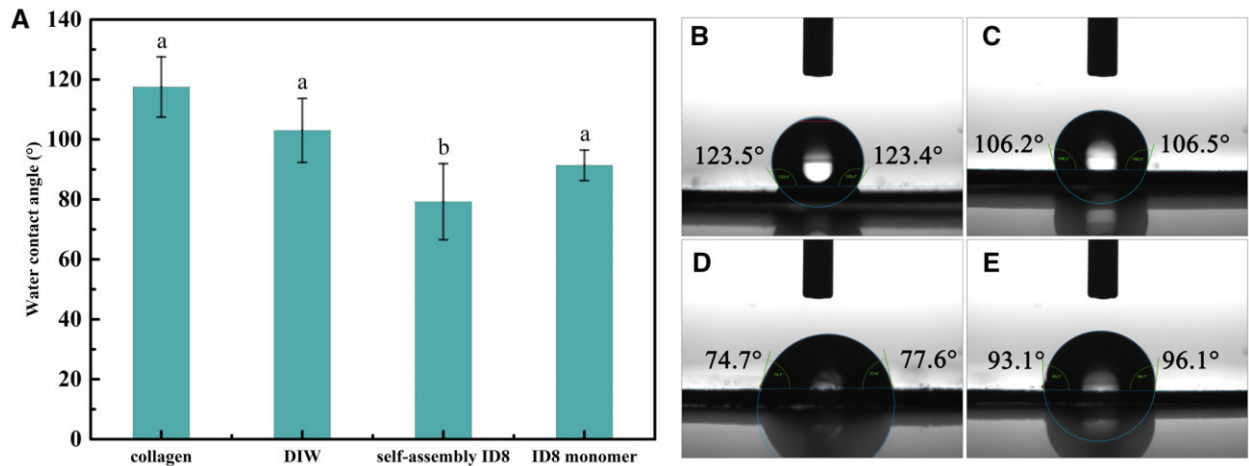 A
Water contact angle (°)
140
120
100
80
60
40
20
0
a
a
b
a
collagen
DIW
self-assembly ID8
ID8 monomer
B
123.5°
123.4°
C
106.2°
106.5°
D
74.7°
77.6°
E
93.1°
96.1°